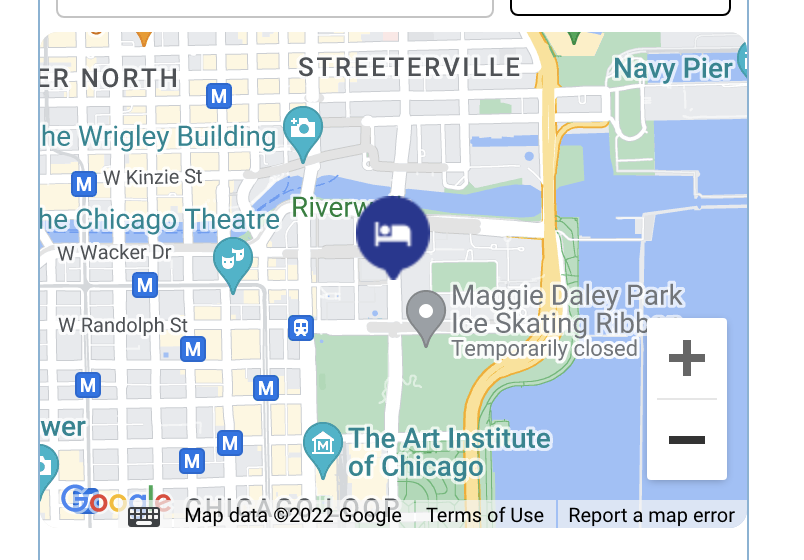 ER NORTH
STREETERVILLE
Navy Pier
M
he Wrigley Building
M
W Kinzie St
he Chicago Theatre
Riverw
W Wacker Dr
M
Maggie Daley Park
Ice Skating Ribb
Temporarily closed
W Randolph St
M
M
M
wer
M
M
The Art Institute
of Chicago
M
Google
CHICAGO LOOP
Map data ©2022 Google
Terms of Use
Report a map error